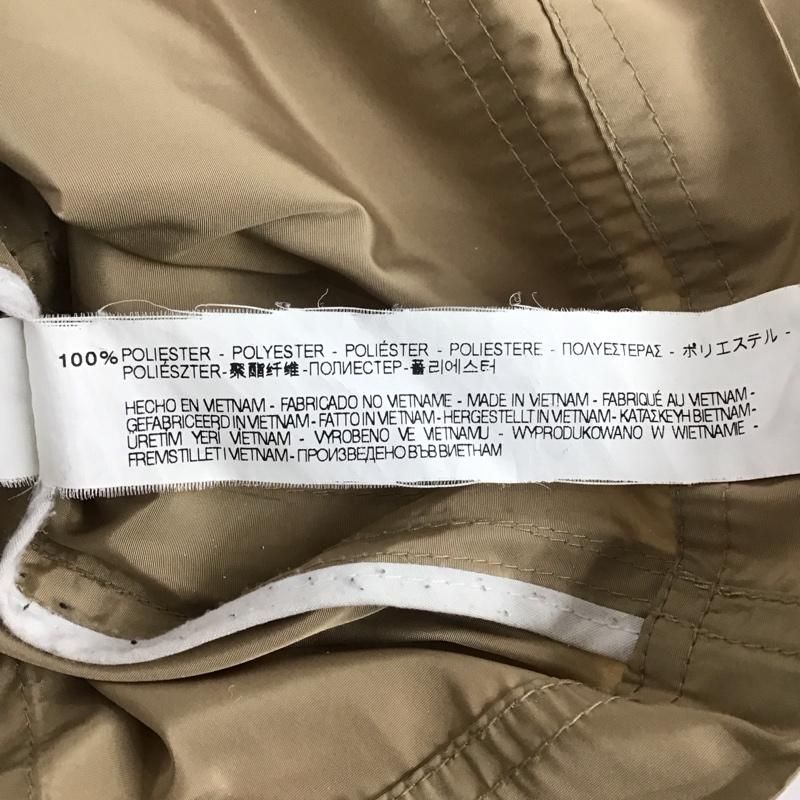 100% POLIESTER - POLYESTER - POLIÉSTER - POLIESTERE - ΠΟΛΥΕΣΤΕΡΑΣ - ポリエステル -
POLIÉSZTER-聚酯纤维-ПОЛИЕСТЕР-폴리에스터
HECHO EN VIETNAM - FABRICADO NO VIETNAME - MADE IN VIETNAM - FABRIQUÉ AU VIETNAM -
GEFABRICEERD IN VIETNAM - FATTO IN VIETNAM - HERGESTELLT IN VIETNAM - ΚΑΤΑΣΚΕΥΗ ΒΙΕΤΝΑΜ -
ÜRETIM YERI VIETNAM - VYROBENO VE VIETNAMU - WYPRODUKOWANO W WIETNAMIE -
FREMSTILLET I VIETNAM - ПРОИЗВЕДЕНО ВЪВ ВИЕТНАМ